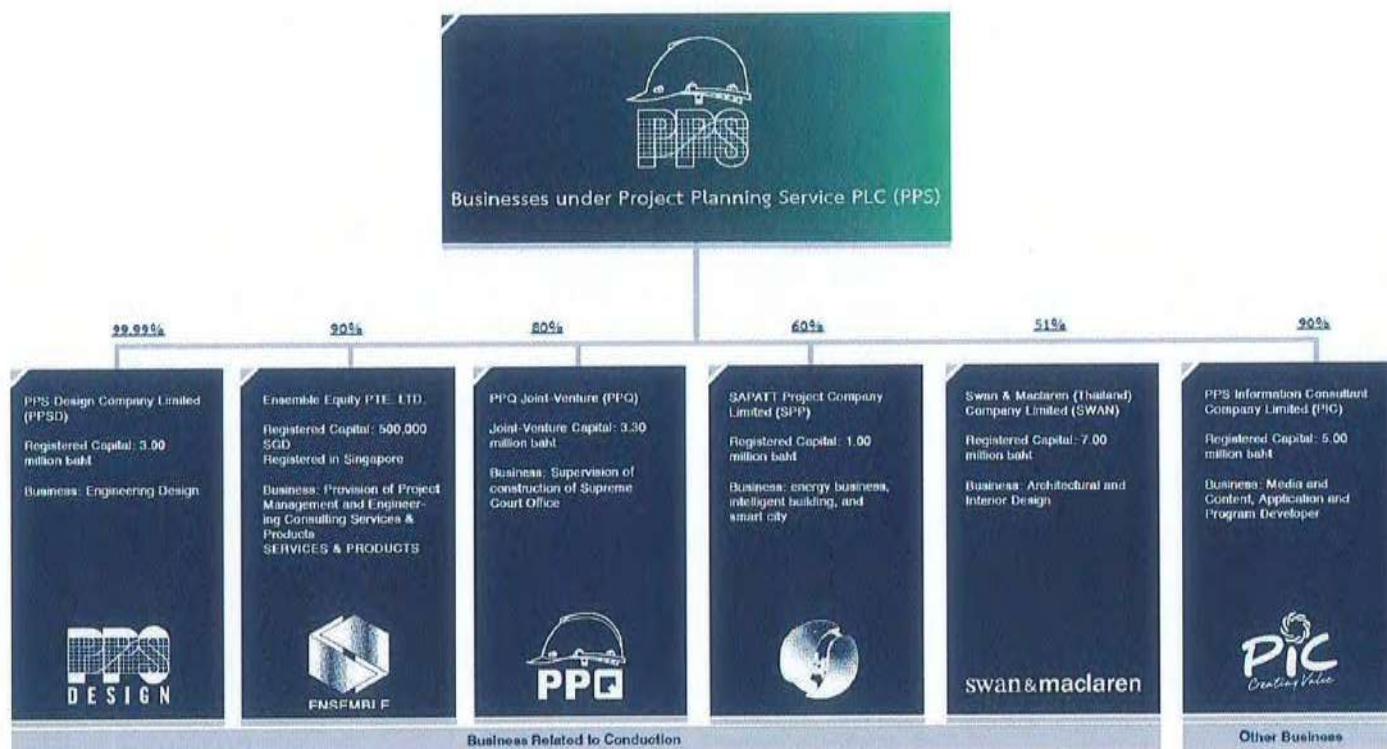 PPS
Businesses under Project Planning Service PLC (PPS)
99.99%
90%
80%
60%
51%
90%
PPS Design Company Limited
(PPSD)
Registered Capital: 3.00
million baht
Business: Engineering Design
PPS
DESIGN
Ensemble Equity PTE. LTD.
Registered Capital: 500,000
SGD
Registered in Singapore
Business: Provision of Project
Management and Engineer-
ing Consulting Services &
Products
SERVICES & PRODUCTS
ENSEMBLE
PPQ Joint-Venture (PPQ)
Joint-Venture Capital: 3.30
million baht
Business: Supervision of
construction of Supreme
Court Office
PPQ
SAPATT Project Company
Limited (SPP)
Registered Capital: 1.00
million baht
Business: energy business,
intelligent building, and
smart city
Swan & Maclaren (Thailand)
Company Limited (SWAN)
Registered Capital: 7.00
million baht
Business: Architectural and
Interior Design
swan&maclaren
PPS Information Consultant
Company Limited (PIC)
Registered Capital: 5.00
million baht
Business: Media and
Content, Application and
Program Developer
PiC
Creating Value
Business Related to Conduction
Other Business